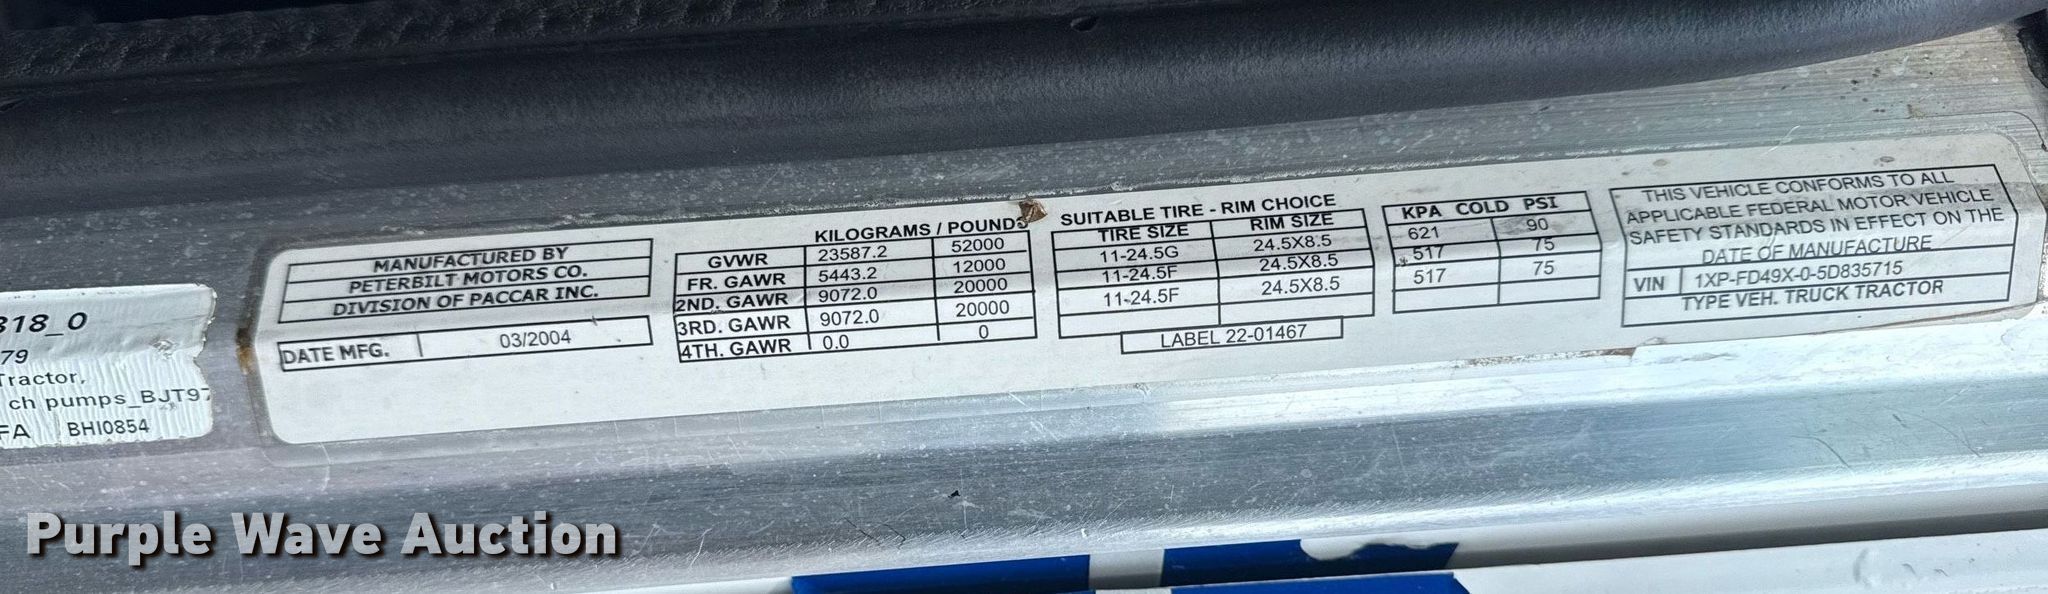 318_0
79
Tractor,
ch pumps_BJT97
FA BHI0854
MANUFACTURED BY
PETERBILT MOTORS CO.
DIVISION OF PACCAR INC.
DATE MFG. 03/2004
KILOGRAMS / POUNDS
GVWR 23587.2 52000
FR. GAWR 5443.2 12000
2ND. GAWR 9072.0 20000
3RD. GAWR 9072.0 20000
4TH. GAWR 0.0 0
SUITABLE TIRE - RIM CHOICE
TIRE SIZE RIM SIZE
11-24.5G 24.5X8.5
11-24.5F 24.5X8.5
11-24.5F 24.5X8.5
LABEL 22-01467
KPA COLD PSI
621 90
517 75
517 75
THIS VEHICLE CONFORMS TO ALL
APPLICABLE FEDERAL MOTOR VEHICLE
SAFETY STANDARDS IN EFFECT ON THE
DATE OF MANUFACTURE
VIN 1XP-FD49X-0-5D835715
TYPE VEH. TRUCK TRACTOR
Purple Wave Auction